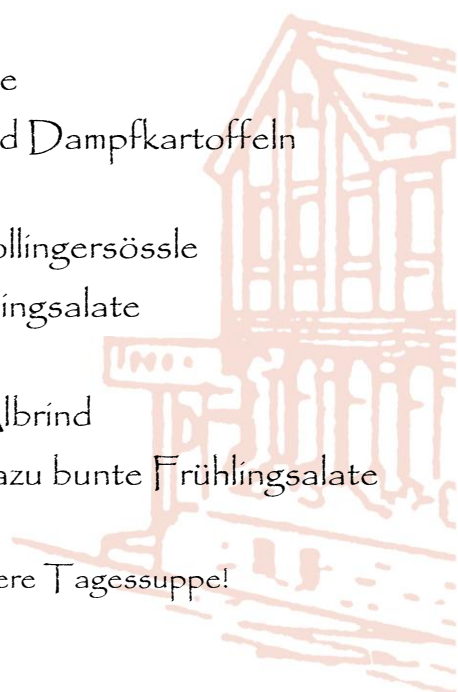 e
d Dampfkartoffeln
ollingersössle
ingsalate
lbrind
azu bunte Frühlingsalate
ere Tagessuppe!